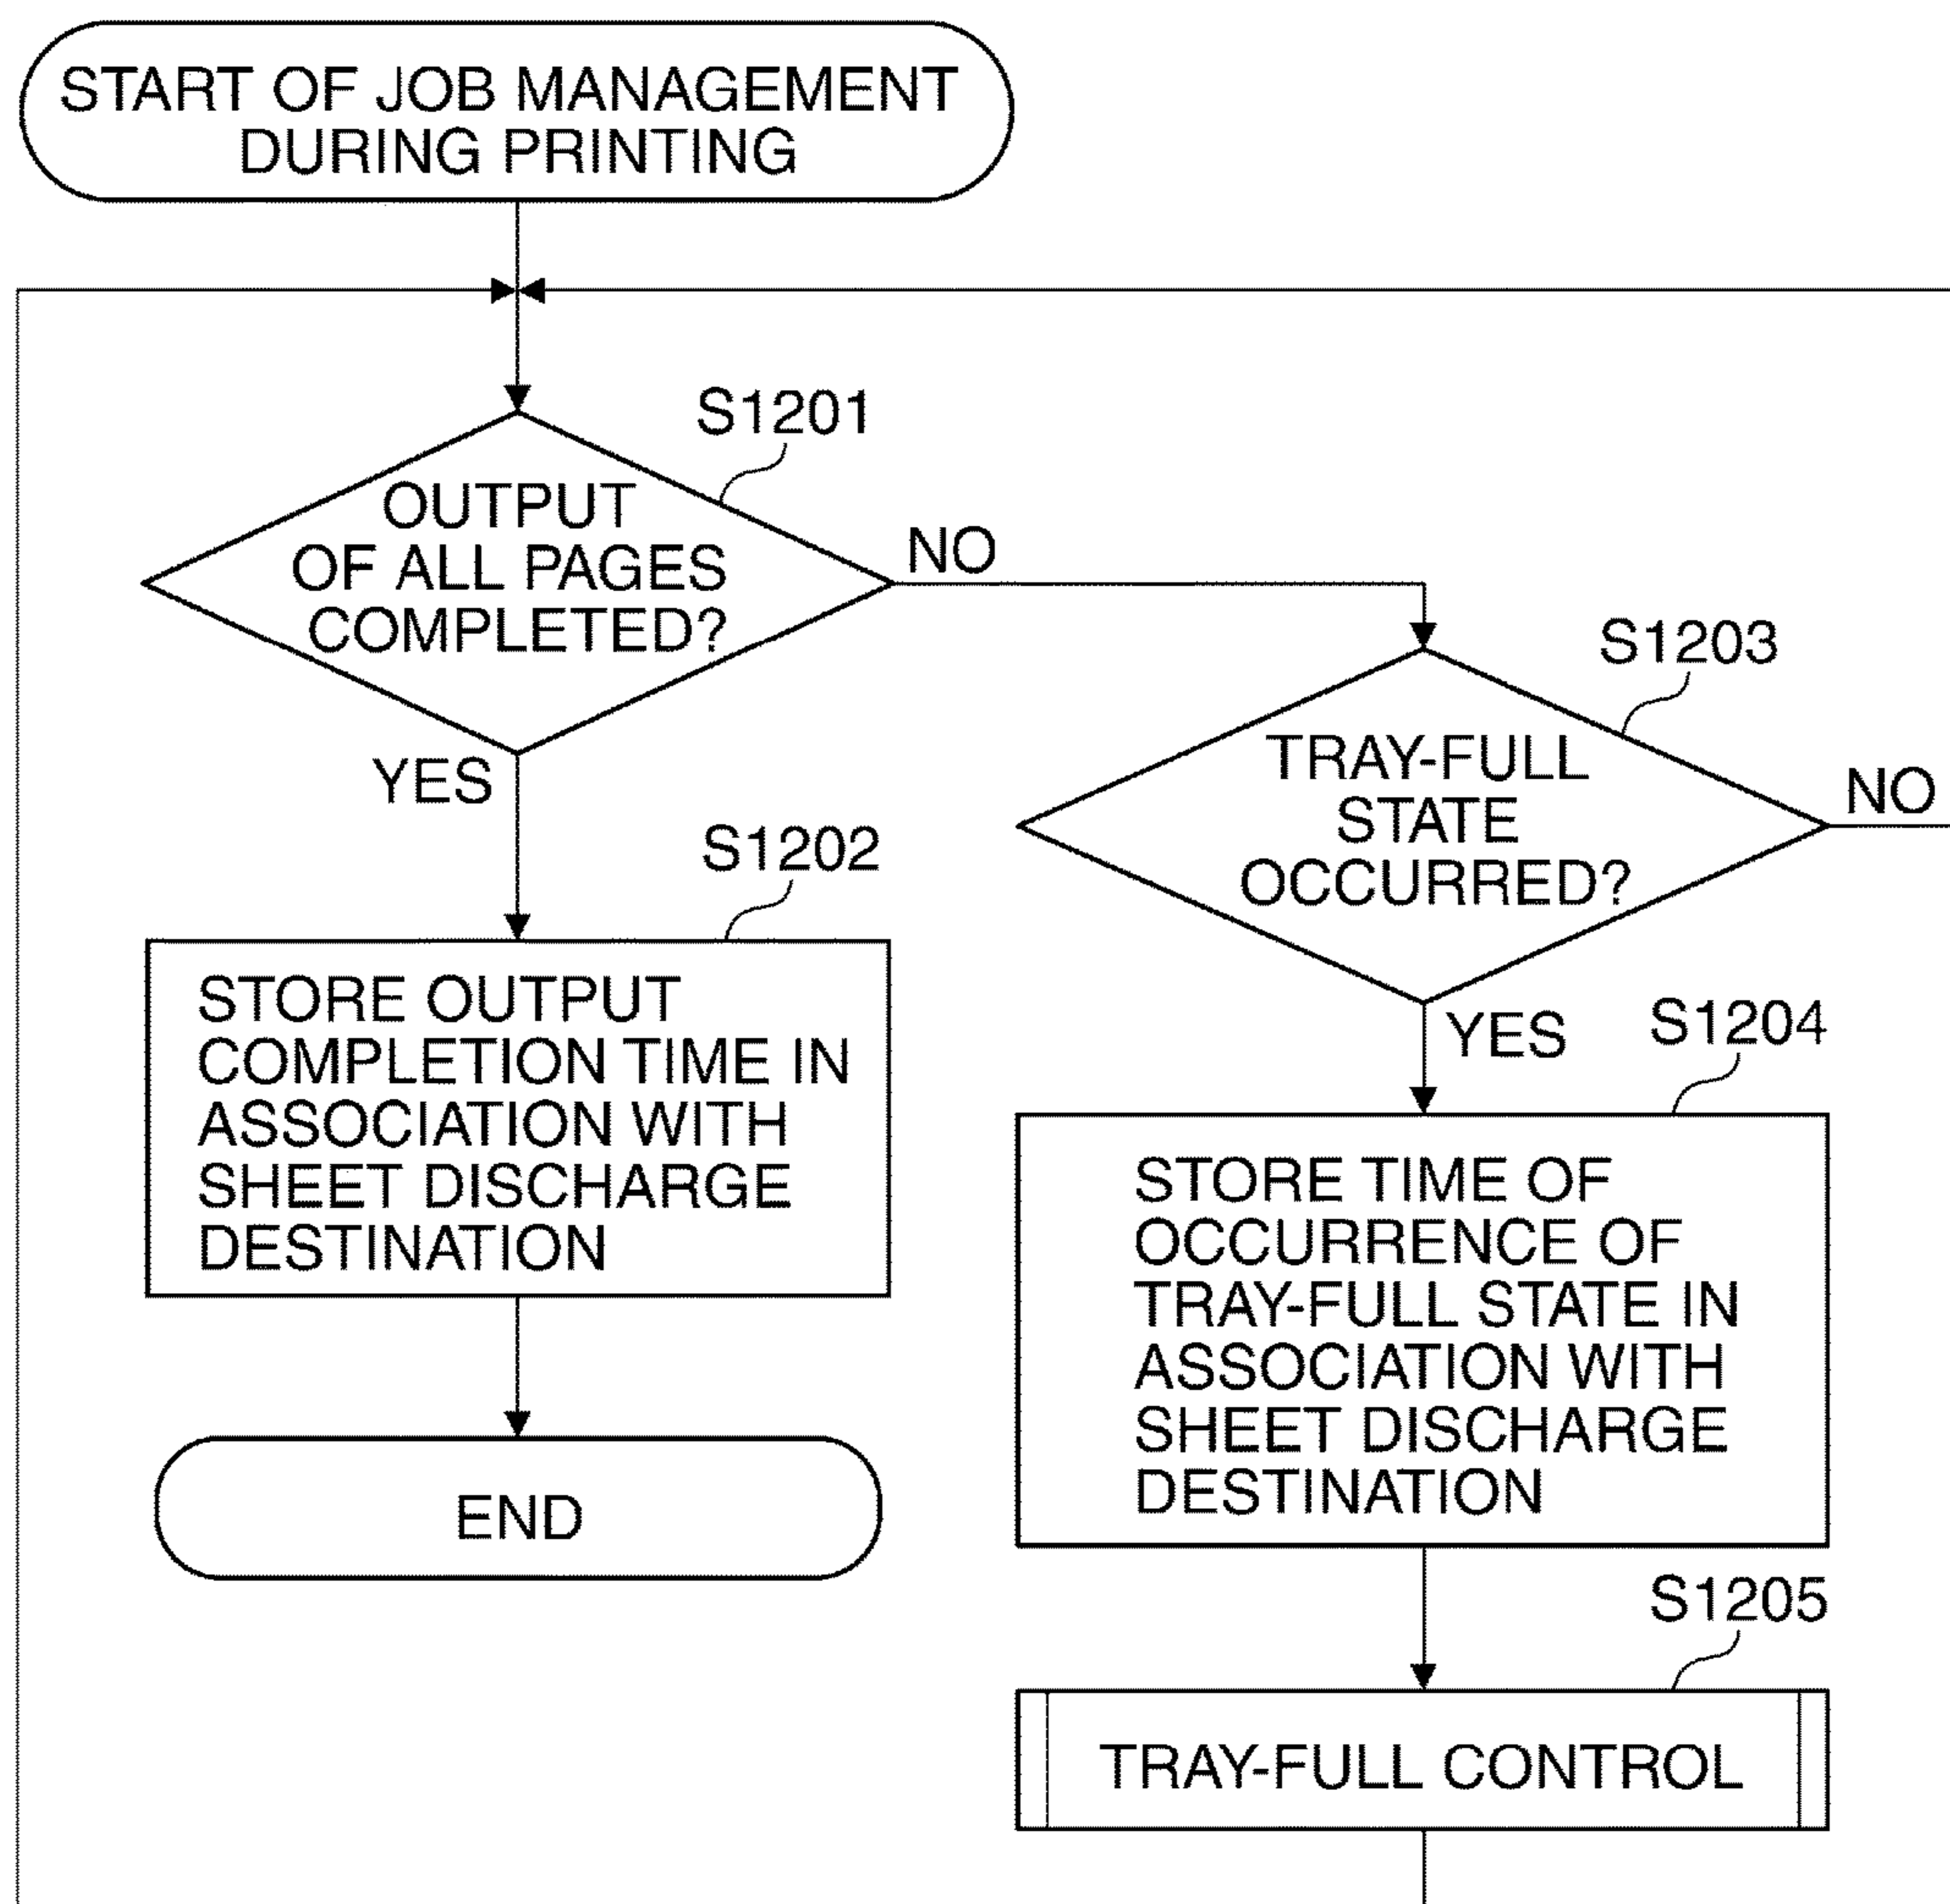 START OF JOB MANAGEMENT
DURING PRINTING
S1201
OUTPUT
OF ALL PAGES
COMPLETED?
NO
YES
S1202
STORE OUTPUT
COMPLETION TIME IN
ASSOCIATION WITH
SHEET DISCHARGE
DESTINATION
END
S1203
TRAY-FULL
STATE
OCCURRED?
NO
YES
S1204
STORE TIME OF
OCCURRENCE OF
TRAY-FULL STATE IN
ASSOCIATION WITH
SHEET DISCHARGE
DESTINATION
S1205
TRAY-FULL CONTROL